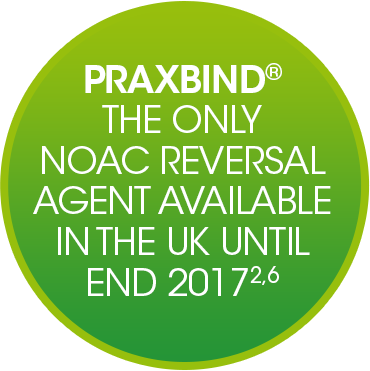 PRAXBIND®
THE ONLY
NOAC REVERSAL
AGENT AVAILABLE
IN THE UK UNTIL
END 2017²,⁶